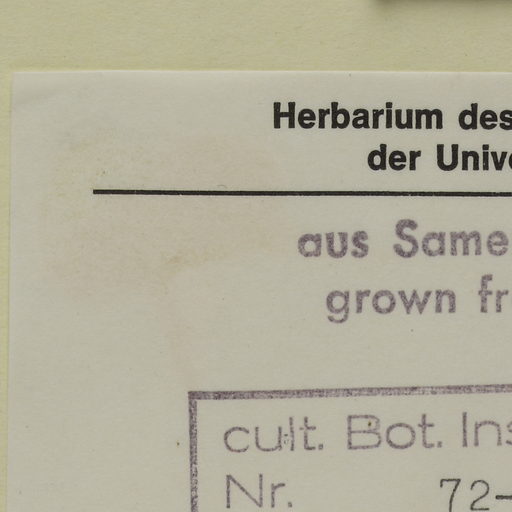 Herbarium des
der Unive
aus Same
grown fr
cult. Bot. Ins
Nr. 72-